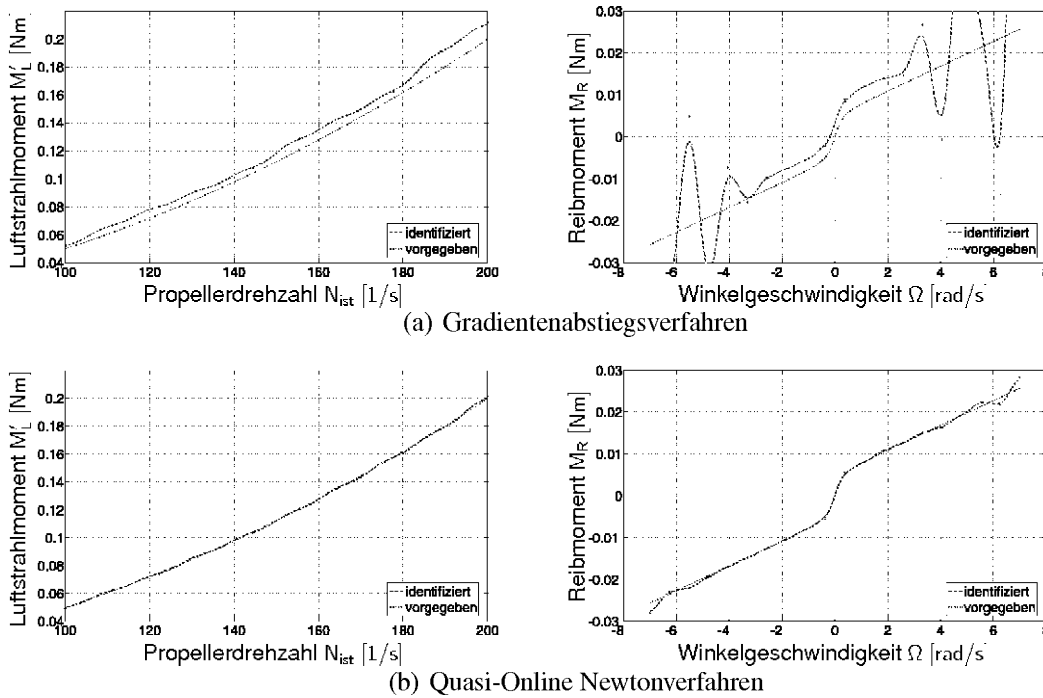 Luftstrahlmoment M'L [Nm]
0.2
0.18
0.16
0.14
0.12
0.1
0.08
0.06
0.04
identifiziert
vorgegeben
100 120 140 160 180 200
Propellerdrehzahl Nist [1/s]
Reibmoment MR [Nm]
0.03
0.02
0.01
0
-0.01
-0.02
-0.03
identifiziert
vorgegeben
-8 -6 -4 -2 0 2 4 6 8
Winkelgeschwindigkeit Ω [rad/s]
(a) Gradientenabstiegsverfahren
Luftstrahlmoment M'L [Nm]
0.2
0.18
0.16
0.14
0.12
0.1
0.08
0.06
0.04
identifiziert
vorgegeben
100 120 140 160 180 200
Propellerdrehzahl Nist [1/s]
Reibmoment MR [Nm]
0.03
0.02
0.01
0
-0.01
-0.02
-0.03
identifiziert
vorgegeben
-8 -6 -4 -2 0 2 4 6 8
Winkelgeschwindigkeit Ω [rad/s]
(b) Quasi-Online Newtonverfahren